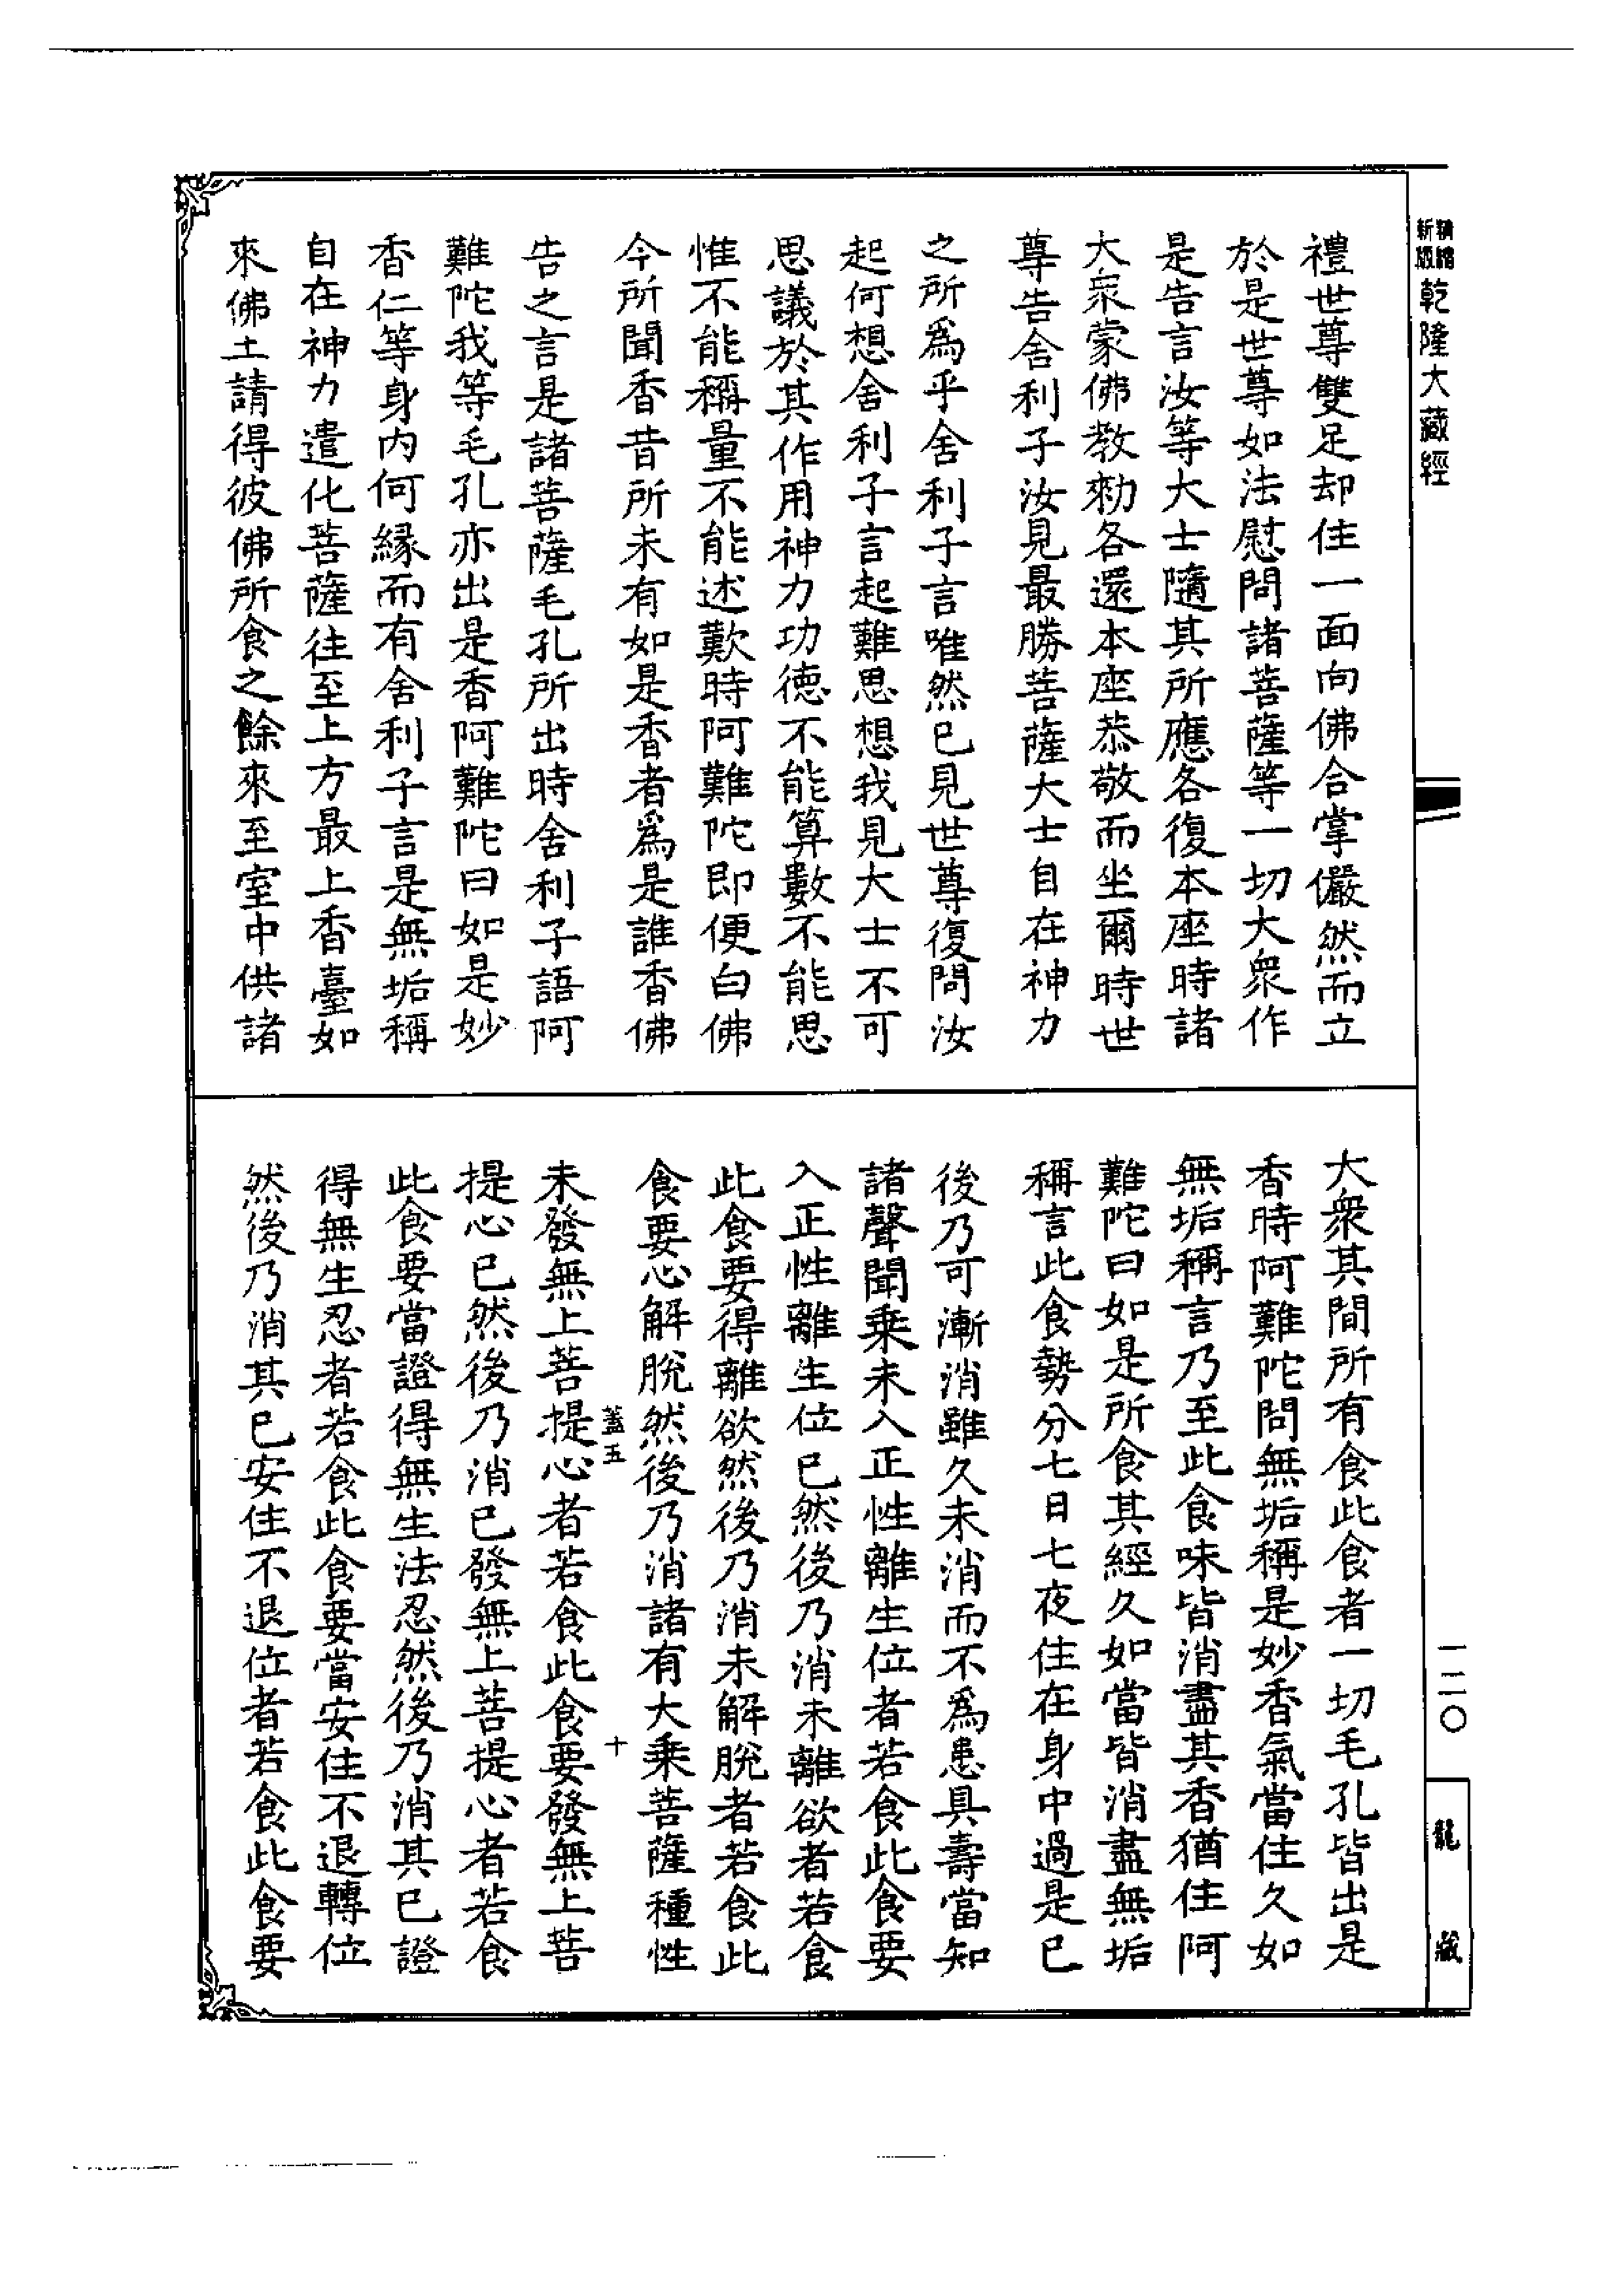 新縮
精編
乾隆大藏經
一二〇
龍藏
禮世尊雙足却住一面向佛合掌儼然而立
於是世尊如法慰問諸菩薩等一切大衆作
是告言汝等大士隨其所應各復本座時諸
大衆蒙佛教勑各還本座恭敬而坐爾時世
尊告舍利子汝見最勝菩薩大士自在神力
之所爲乎舍利子言唯然已見世尊復問汝
起何想舍利子言起難思想我見大士不可
思議於其作用神力功德不能算數不能思
惟不能稱量不能述歎時阿難陀即便白佛
今所聞香昔所未有如是香者爲是誰香佛
告之言是諸菩薩毛孔所出時舍利子語阿
難陀我等毛孔亦出是香阿難陀曰如是妙
香仁等身内何緣而有舍利子言是無垢稱
自在神力遣化菩薩往至上方最上香臺如
來佛土請得彼佛所食之餘來至室中供諸
大衆其間所有食此食者一切毛孔皆出是
香時阿難陀問無垢稱是妙香氣當住久如
無垢稱言乃至此食味皆消盡其香猶住阿
難陀曰如是所食其經久如當皆消盡無垢
稱言此食勢分七日七夜住在身中過是已
後乃可漸消雖久未消而不爲患具壽當知
諸聲聞乘未入正性離生位者若食此食要
入正性離生位已然後乃消未離欲者若食
此食要得離欲然後乃消未解脫者若食此
食要心解脫然後乃消諸有大乘菩薩種性
蓋五
十
未發無上菩提心者若食此食要發無上菩
提心已然後乃消已發無上菩提心者若食
此食要當證得無生法忍然後乃消其已證
得無生忍者若食此食要當安住不退轉位
然後乃消其已安住不退位者若食此食要